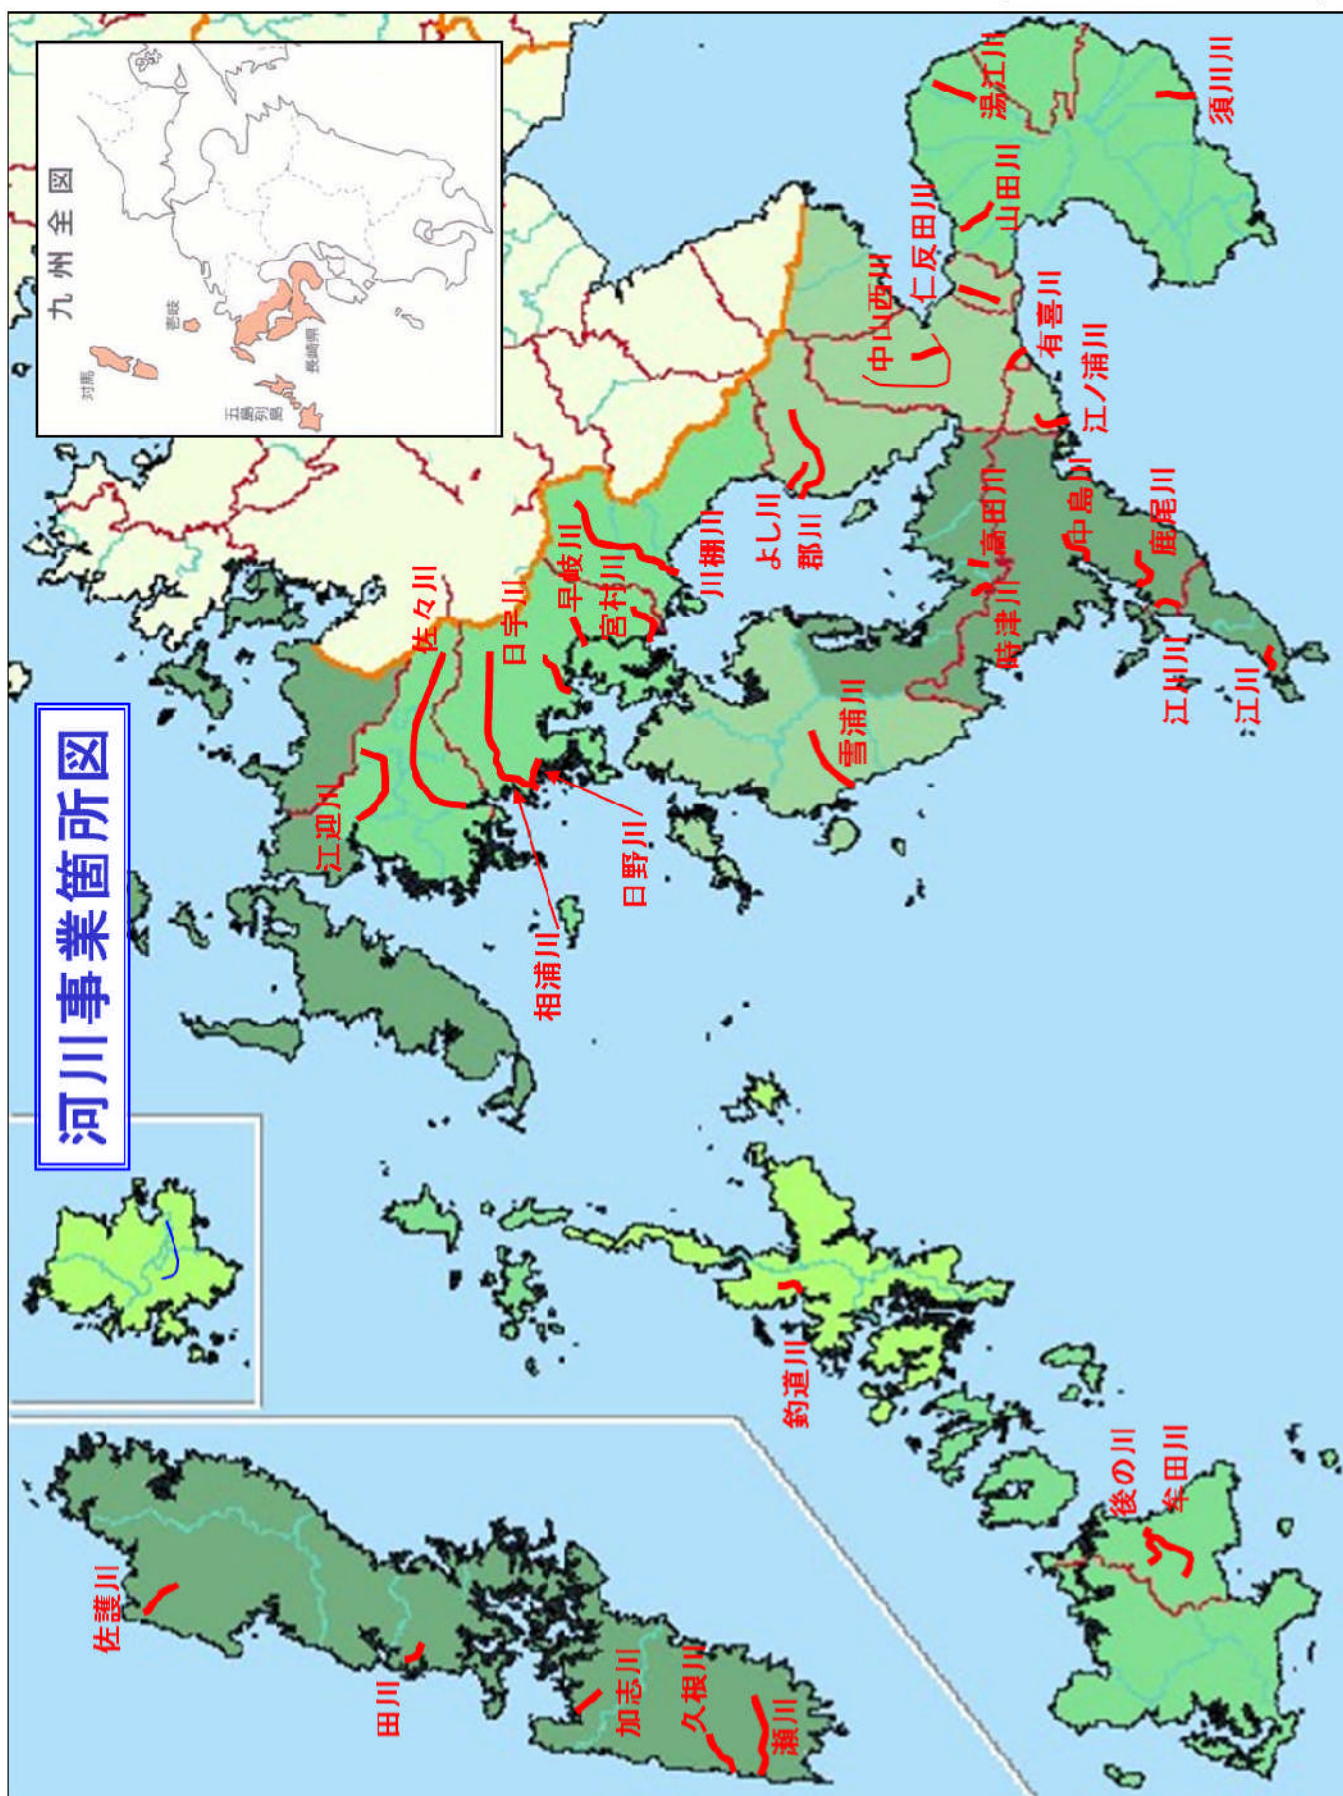 河川事業箇所図
九州全図
対馬
壱岐
五島
列島
長崎県
佐護川
田川
加志川
久根川
瀬川
江迎川
佐々川
相浦川
日野川
日宇川
早岐川
宮村川
川棚川
よし川
郡川
中山西川
仁反田川
山田川
湯江川
須川川
有喜川
江ノ浦川
高田川
時津川
中島川
鹿尾川
江川川
江川
雪浦川
釣道川
後の川
牟田川